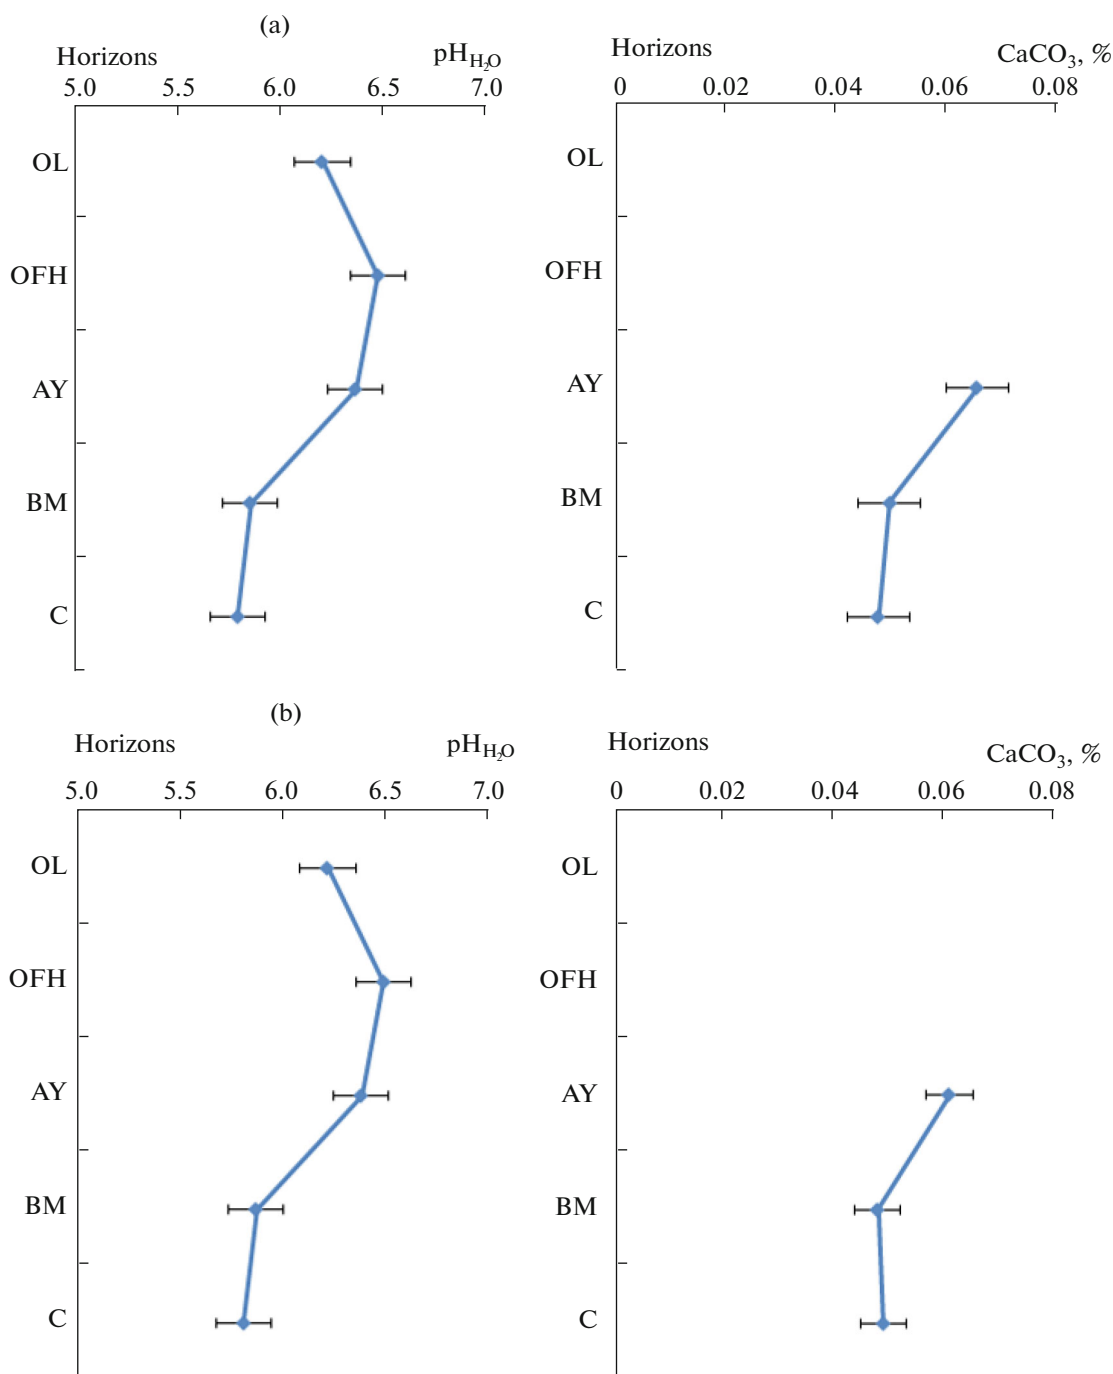 (a)
Horizons pH_H₂O
5.0 5.5 6.0 6.5 7.0
OL
OFH
AY
BM
C
Horizons CaCO₃, %
0 0.02 0.04 0.06 0.08
OL
OFH
AY
BM
C
(b)
Horizons pH_H₂O
5.0 5.5 6.0 6.5 7.0
OL
OFH
AY
BM
C
Horizons CaCO₃, %
0 0.02 0.04 0.06 0.08
OL
OFH
AY
BM
C